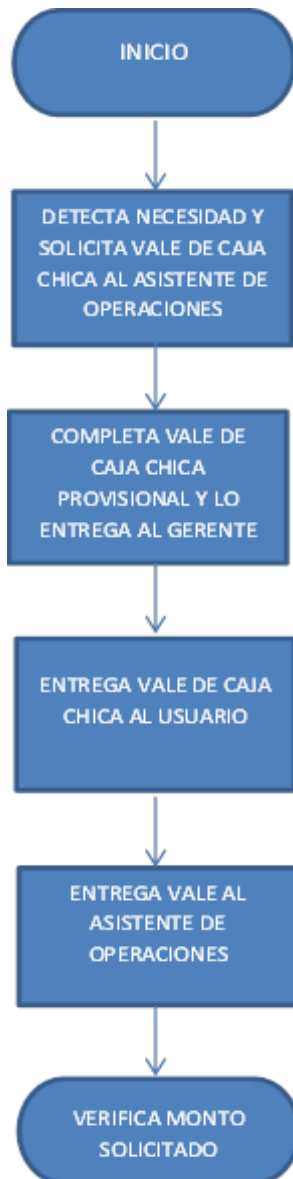 INICIO
DETECTA NECESIDAD Y
SOLICITA VALE DE CAJA
CHICA AL ASISTENTE DE
OPERACIONES
COMPLETA VALE DE
CAJA CHICA
PROVISIONAL Y LO
ENTREGA AL GERENTE
ENTREGA VALE DE CAJA
CHICA AL USUARIO
ENTREGA VALE AL
ASISTENTE DE
OPERACIONES
VERIFICA MONTO
SOLICITADO